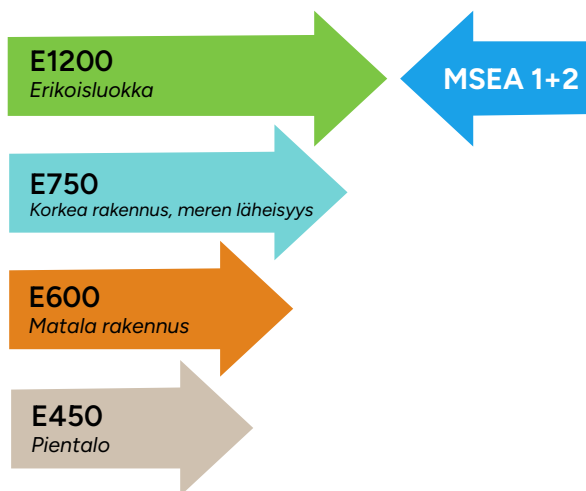 E1200
Erikoisluokka
MSEA 1+2
E750
Korkea rakennus, meren läheisyys
E600
Matala rakennus
E450
Pientalo